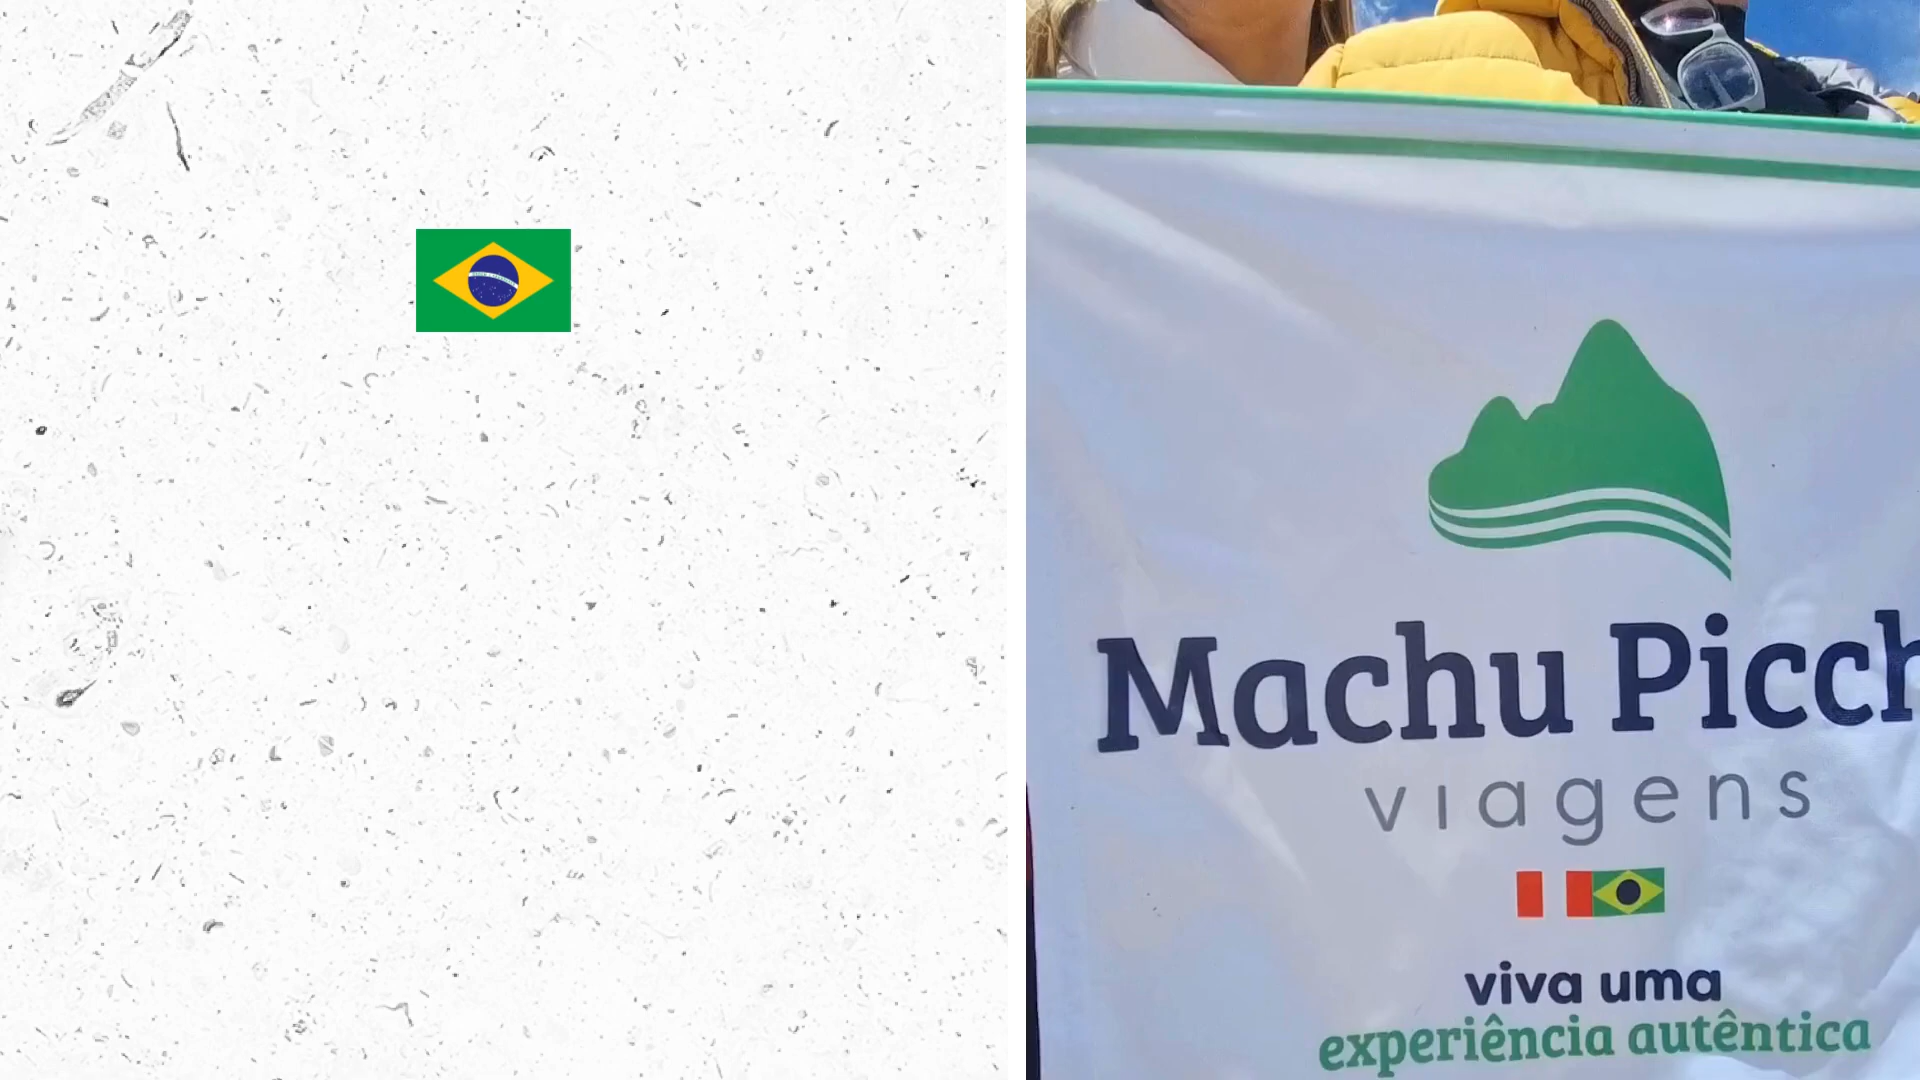 Machu Picch
viagens
viva uma
experiência autêntica